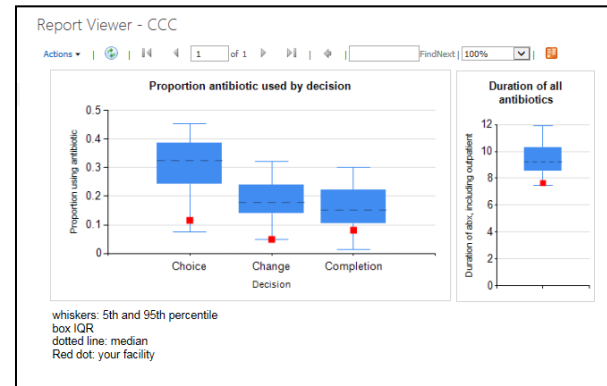 Report Viewer - CCC
Actions | 1 of 1 | FindNext | 100% |
Proportion antibiotic used by decision
Proportion using antibiotic
0.5
0.4
0.3
0.2
0.1
0
Choice Change Completion
Decision
Duration of all
antibiotics
Duration of abx, including outpatient
12
10
8
6
4
2
0
whiskers: 5th and 95th percentile
box IQR
dotted line: median
Red dot: your facility